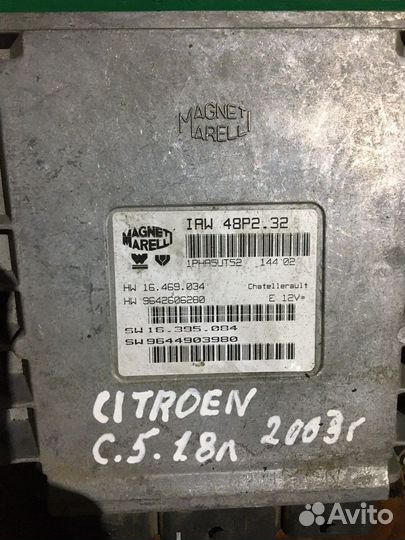 MAGNETI
MARELLI
MAGNETI
MARELLI
IAW 48P2.32
1PHA5UT52 144'02
HW 16.469.034 Chatellerault
HW 9642606280 E 12V=
SW 16.395.084
SW 9644903980
CITROEN
C.5.1.8л 2003г
Avito